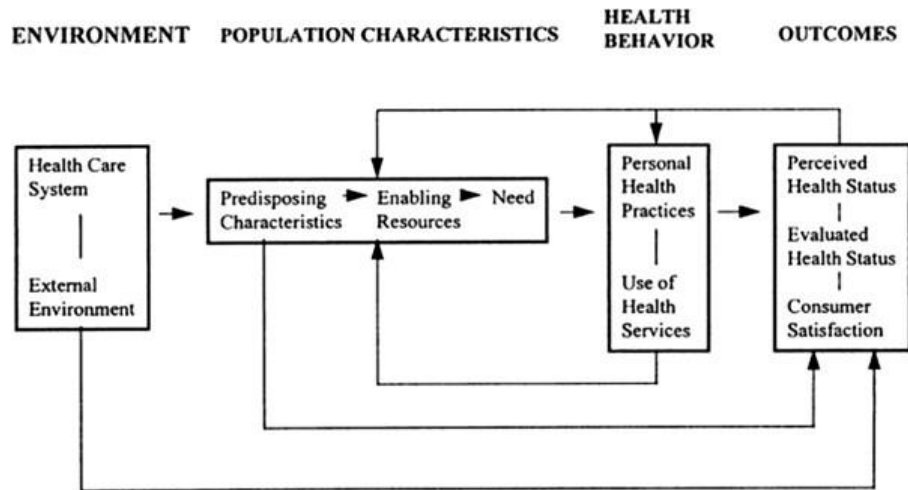 ENVIRONMENT
POPULATION CHARACTERISTICS
HEALTH
BEHAVIOR
OUTCOMES
Health Care
System
External
Environment
Predisposing
Characteristics
Enabling
Resources
Need
Personal
Health
Practices
Use of
Health
Services
Perceived
Health Status
Evaluated
Health Status
Consumer
Satisfaction